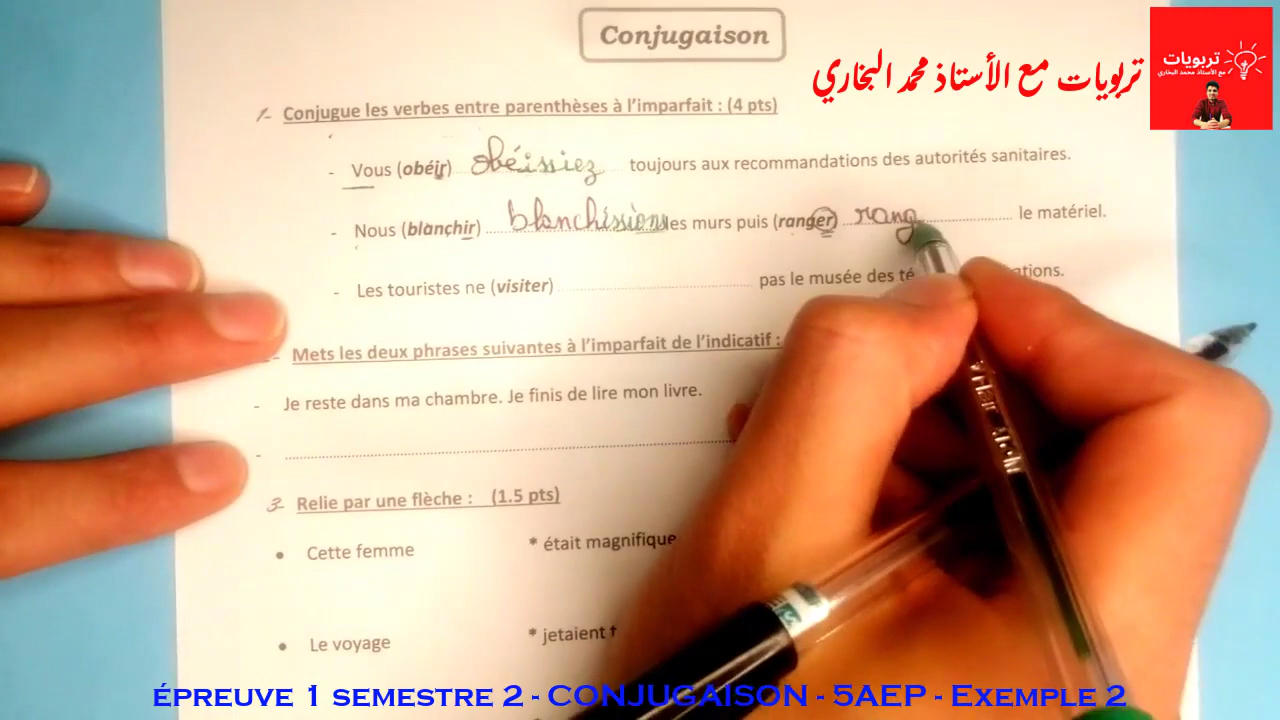 Conjugaison
تربويات مع الأستاذ محمد البخاري
تربويات
مع الأستاذ محمد البخاري
1- Conjugue les verbes entre parenthèses à l'imparfait : (4 pts)
- Vous (obéir) obéissiez toujours aux recommandations des autorités sanitaires.
- Nous (blanchir) blanchissions les murs puis (ranger) rang le matériel.
- Les touristes ne (visiter) pas le musée des té ations.
- Mets les deux phrases suivantes à l'imparfait de l'indicatif :
- Je reste dans ma chambre. Je finis de lire mon livre.
-
3- Relie par une flèche : (1.5 pts)
• Cette femme * était magnifique
• Le voyage * jetaient
épreuve 1 semestre 2 - CONJUGAISON - 5AEP - Exemple 2